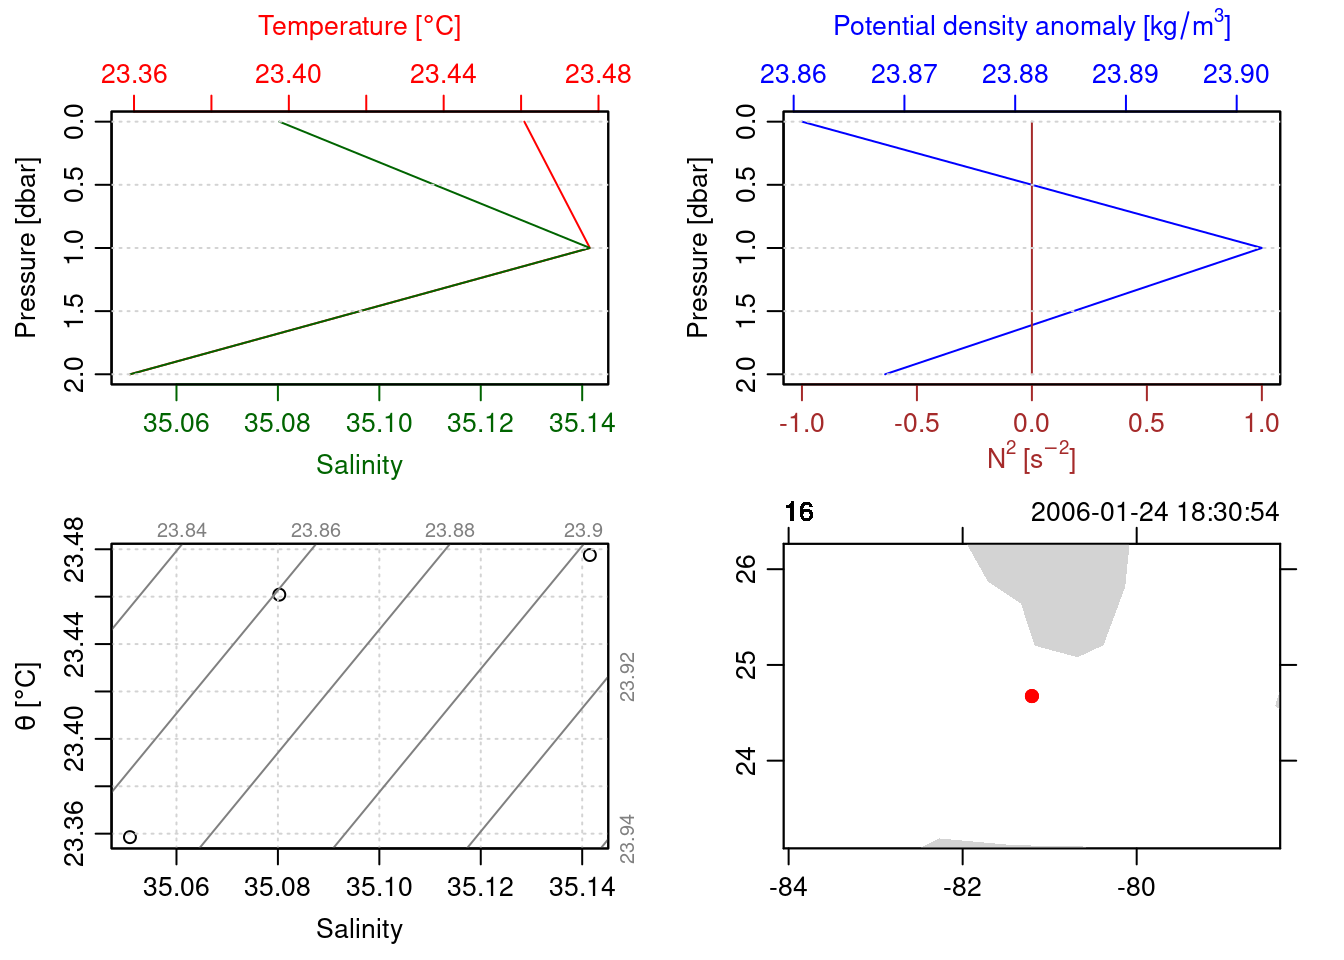 Temperature [°C]
23.36 23.40 23.44 23.48
Pressure [dbar]
0.0 0.5 1.0 1.5 2.0
35.06 35.08 35.10 35.12 35.14
Salinity
Potential density anomaly [kg/m³]
23.86 23.87 23.88 23.89 23.90
Pressure [dbar]
0.0 0.5 1.0 1.5 2.0
-1.0 -0.5 0.0 0.5 1.0
N² [s⁻²]
23.84 23.86 23.88 23.9
θ [°C]
23.36 23.40 23.44 23.48
23.92
23.94
35.06 35.08 35.10 35.12 35.14
Salinity
16 2006-01-24 18:30:54
26
25
24
-84 -82 -80